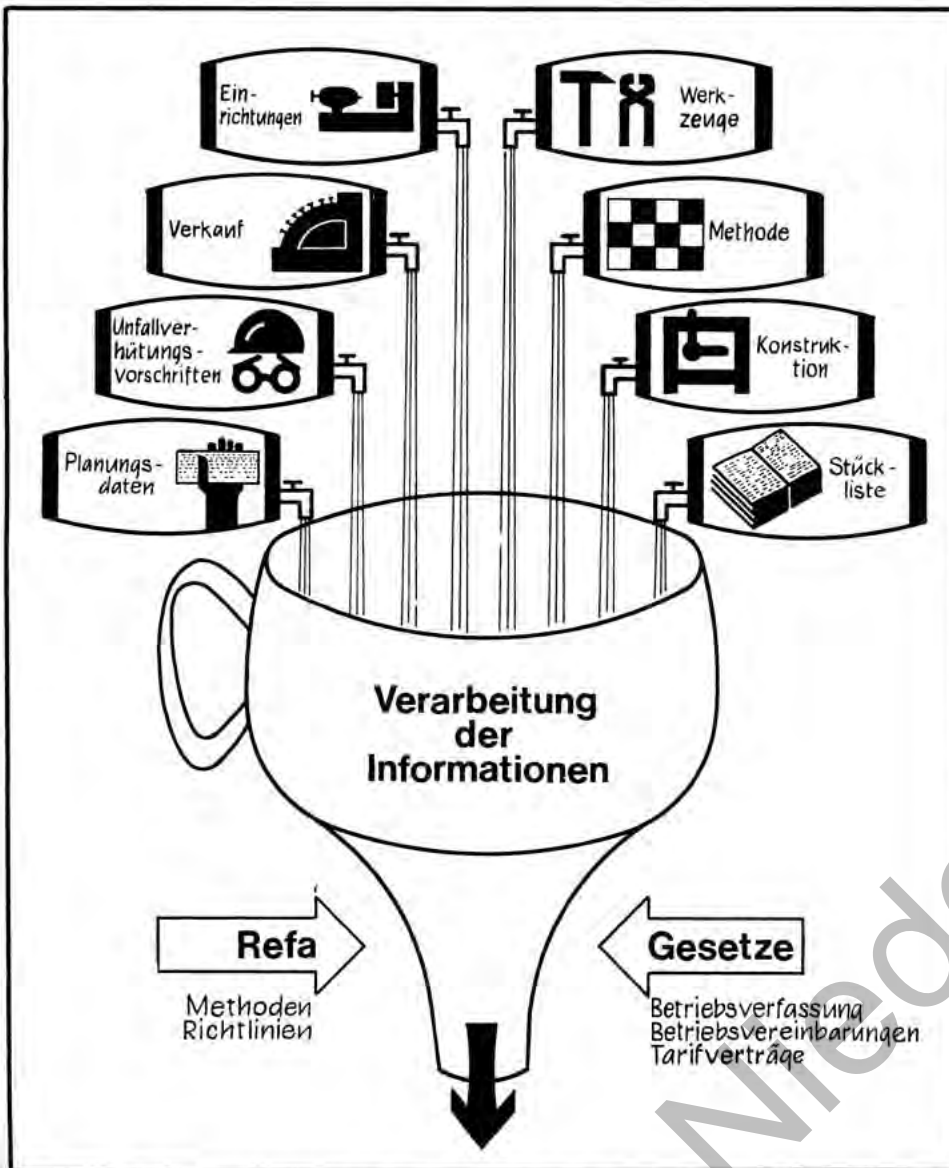 Ein-
richtungen
Werk-
zeuge
Verkauf
Methode
Unfallver-
hütungs-
vorschriften
Konstruk-
tion
Planungs-
daten
Stück-
liste
Verarbeitung
der
Informationen
Refa
Gesetze
Methoden
Richtlinien
Betriebsverfassung
Betriebsvereinbarungen
Tarifverträge